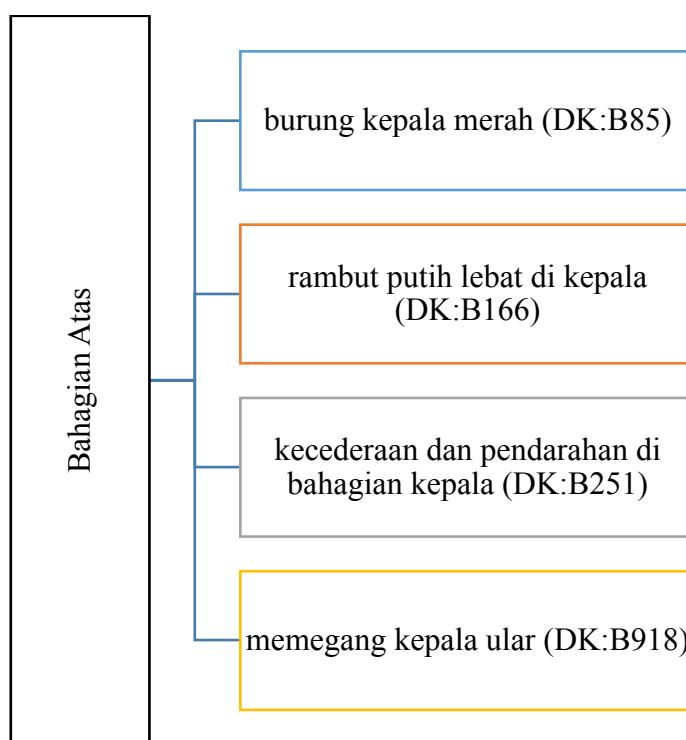 Bahagian Atas
burung kepala merah (DK:B85)
rambut putih lebat di kepala
(DK:B166)
kecederaan dan pendarahan di
bahagian kepala (DK:B251)
memegang kepala ular (DK:B918)